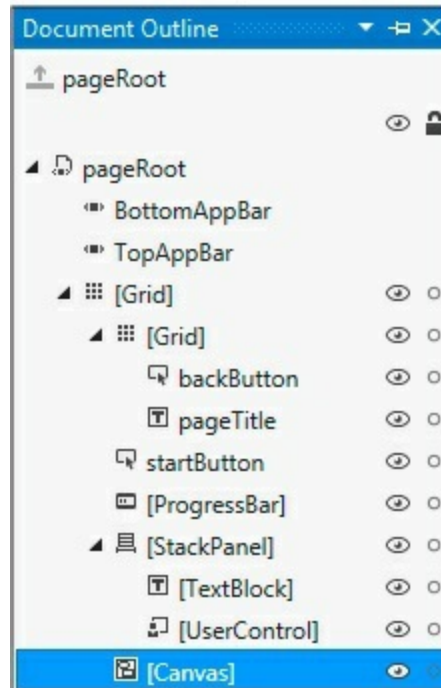 Document Outline
pageRoot
pageRoot
BottomAppBar
TopAppBar
[Grid]
[Grid]
backButton
pageTitle
startButton
[ProgressBar]
[StackPanel]
[TextBlock]
[UserControl]
[Canvas]